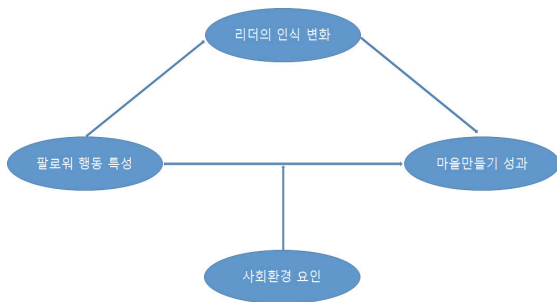 리더의 인식 변화
팔로워 행동 특성
마을만들기 성과
사회환경 요인